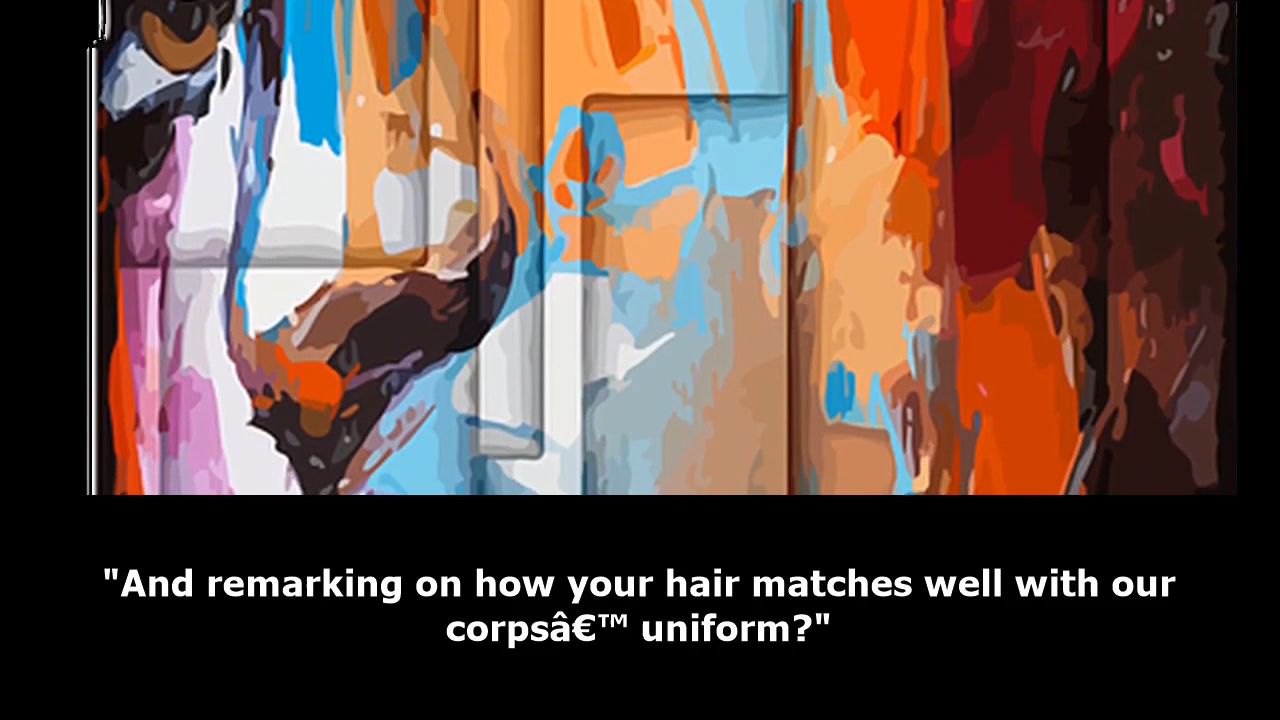 "And remarking on how your hair matches well with our
corpsâ€™ uniform?"